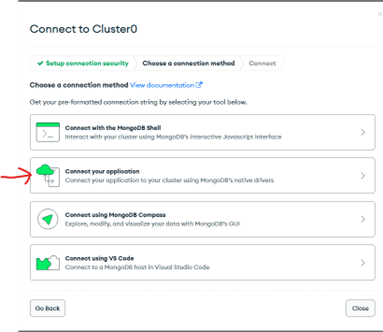 Connect to Cluster0
✔ Setup connection security
Choose a connection method
Connect
Choose a connection method View documentation
Get your pre-formatted connection string by selecting your tool below.
Connect with the MongoDB Shell
Interact with your cluster using MongoDB's interactive Javascript interface
Connect your application
Connect your application to your cluster using MongoDB's native drivers
Connect using MongoDB Compass
Explore, modify, and visualize your data with MongoDB's GUI
Connect using VS Code
Connect to a MongoDB host in Visual Studio Code
Go Back
Close